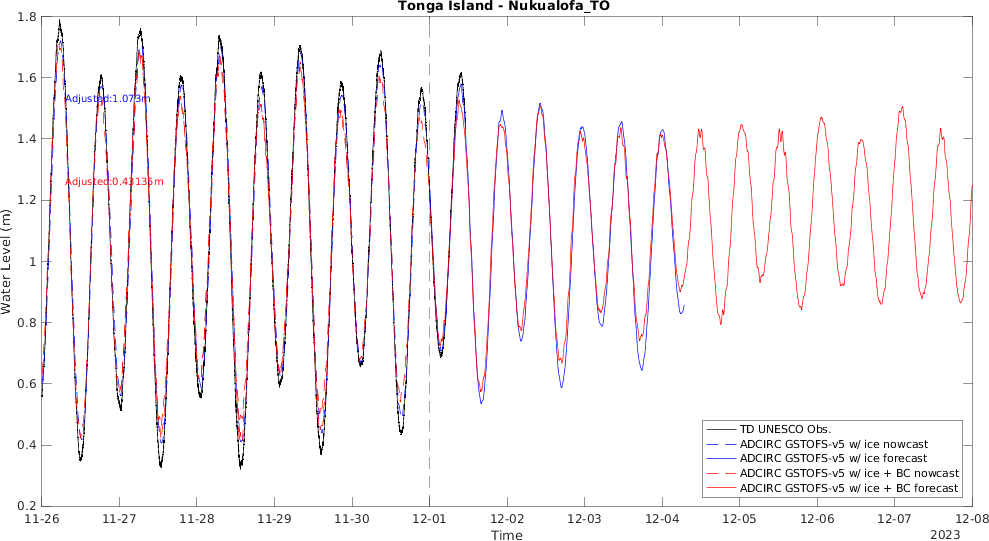 Tonga Island - Nukualofa_TO
1.8
1.6
1.4
1.2
1
0.8
0.6
0.4
0.2
Water Level (m)
Adjusted:1.073m
Adjusted:0.43135m
TD UNESCO Obs.
ADCIRC GSTOFS-v5 w/ ice nowcast
ADCIRC GSTOFS-v5 w/ ice forecast
ADCIRC GSTOFS-v5 w/ ice + BC nowcast
ADCIRC GSTOFS-v5 w/ ice + BC forecast
11-26 11-27 11-28 11-29 11-30 12-01 12-02 12-03 12-04 12-05 12-06 12-07 12-08
Time
2023